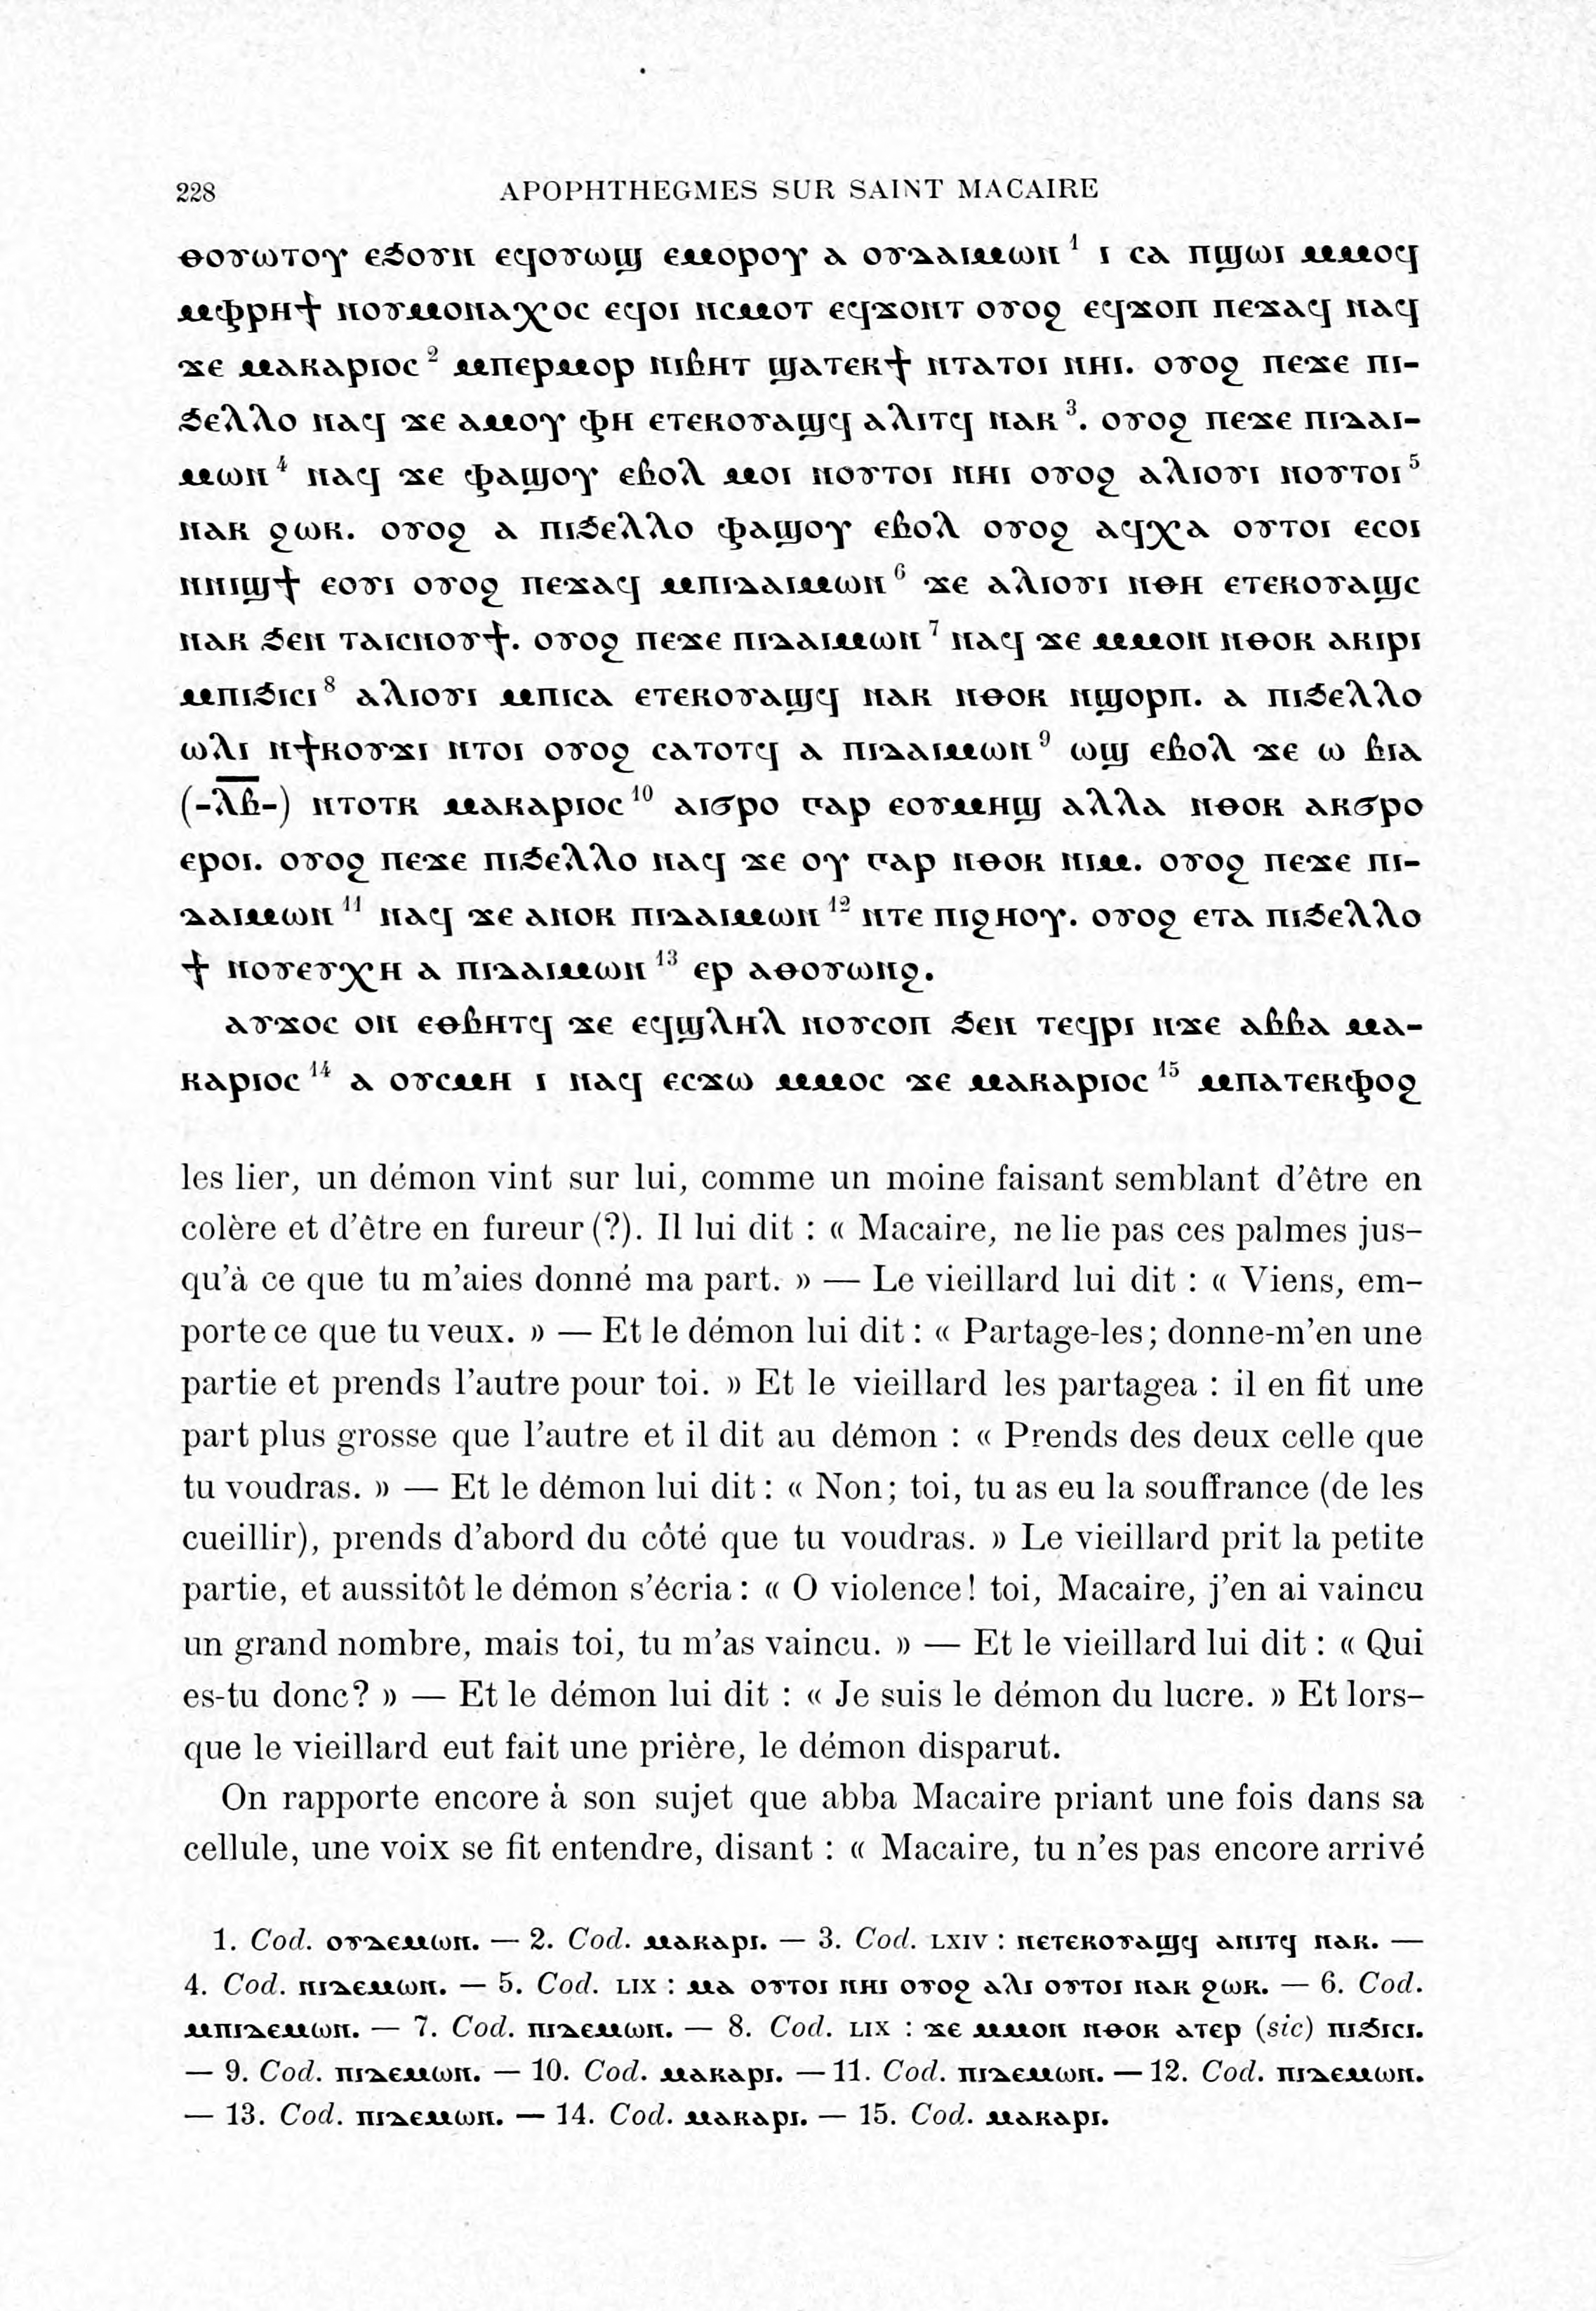 228 APOPHTHEGMES SUR SAINT MACAIRE
ⲑⲟⲩⲱⲧⲟⲩ ⲉϧⲟⲩⲛ ⲉϥⲟⲩⲱϣ ⲉⲙⲟⲣⲟⲩ ⲁ ⲟⲩⲇⲁⲓⲙⲱⲛ ¹ ⲓ ⲥⲁ ⲡϣⲱⲓ ⲙⲙⲟϥ
ⲙⲫⲣⲏϯ ⲛⲟⲩⲙⲟⲛⲁⲭⲟⲥ ⲉϥⲟⲓ ⲛⲥⲙⲟⲧ ⲉϥϫⲟⲛⲧ ⲟⲩⲟϩ ⲉϥϫⲟⲡ ⲡⲉϫⲁϥ ⲛⲁϥ
ϫⲉ ⲙⲁⲕⲁⲣⲓⲟⲥ ² ⲙⲡⲉⲣⲙⲟⲣ ⲛⲓⲃⲏⲧ ϣⲁⲧⲉⲕϯ ⲛⲧⲁⲧⲟⲓ ⲛⲏⲓ. ⲟⲩⲟϩ ⲡⲉϫⲉ ⲡⲓ-
ϧⲉⲗⲗⲟ ⲛⲁϥ ϫⲉ ⲁⲙⲟⲩ ⲫⲏ ⲉⲧⲉⲕⲟⲩⲁϣϥ ⲁⲗⲓⲧϥ ⲛⲁⲕ ³. ⲟⲩⲟϩ ⲡⲉϫⲉ ⲡⲓⲇⲁⲓ-
ⲙⲱⲛ ⁴ ⲛⲁϥ ϫⲉ ⲫⲁϣⲟⲩ ⲉⲃⲟⲗ ⲙⲟⲓ ⲛⲟⲩⲧⲟⲓ ⲛⲏⲓ ⲟⲩⲟϩ ⲁⲗⲓⲟⲩⲓ ⲛⲟⲩⲧⲟⲓ ⁵
ⲛⲁⲕ ϩⲱⲕ. ⲟⲩⲟϩ ⲁ ⲡⲓϧⲉⲗⲗⲟ ⲫⲁϣⲟⲩ ⲉⲃⲟⲗ ⲟⲩⲟϩ ⲁϥⲭⲁ ⲟⲩⲧⲟⲓ ⲉⲥⲟⲓ
ⲛⲛⲓϣϯ ⲉⲟⲩⲓ ⲟⲩⲟϩ ⲡⲉϫⲁϥ ⲙⲡⲓⲇⲁⲓⲙⲱⲛ ⁶ ϫⲉ ⲁⲗⲓⲟⲩⲓ ⲛⲑⲏ ⲉⲧⲉⲕⲟⲩⲁϣⲥ
ⲛⲁⲕ ϧⲉⲛ ⲧⲁⲓⲥⲛⲟⲩϯ. ⲟⲩⲟϩ ⲡⲉϫⲉ ⲡⲓⲇⲁⲓⲙⲱⲛ ⁷ ⲛⲁϥ ϫⲉ ⲙⲙⲟⲛ ⲛⲑⲟⲕ ⲁⲕⲓⲣⲓ
ⲙⲡⲓϧⲓⲥⲓ ⁸ ⲁⲗⲓⲟⲩⲓ ⲙⲡⲓⲥⲁ ⲉⲧⲉⲕⲟⲩⲁϣϥ ⲛⲁⲕ ⲛⲑⲟⲕ ⲛϣⲟⲣⲡ. ⲁ ⲡⲓϧⲉⲗⲗⲟ
ⲱⲗⲓ ⲛϯⲕⲟⲩϫⲓ ⲛⲧⲟⲓ ⲟⲩⲟϩ ⲥⲁⲧⲟⲧϥ ⲁ ⲡⲓⲇⲁⲓⲙⲱⲛ ⁹ ⲱϣ ⲉⲃⲟⲗ ϫⲉ ⲱ ⲃⲓⲁ
(-ⲗ̅ⲃ̅-) ⲛⲧⲟⲧⲕ ⲙⲁⲕⲁⲣⲓⲟⲥ ¹⁰ ⲁⲓϭⲣⲟ ⲅⲁⲣ ⲉⲟⲩⲙⲏϣ ⲁⲗⲗⲁ ⲛⲑⲟⲕ ⲁⲕϭⲣⲟ
ⲉⲣⲟⲓ. ⲟⲩⲟϩ ⲡⲉϫⲉ ⲡⲓϧⲉⲗⲗⲟ ⲛⲁϥ ϫⲉ ⲟⲩ ⲅⲁⲣ ⲛⲑⲟⲕ ⲛⲓⲙ. ⲟⲩⲟϩ ⲡⲉϫⲉ ⲡⲓ-
ⲇⲁⲓⲙⲱⲛ ¹¹ ⲛⲁϥ ϫⲉ ⲁⲛⲟⲕ ⲡⲓⲇⲁⲓⲙⲱⲛ ¹² ⲛⲧⲉ ⲡⲓϩⲏⲟⲩ. ⲟⲩⲟϩ ⲉⲧⲁ ⲡⲓϧⲉⲗⲗⲟ
ϯ ⲛⲟⲩⲉⲩⲭⲏ ⲁ ⲡⲓⲇⲁⲓⲙⲱⲛ ¹³ ⲉⲣ ⲁⲑⲟⲩⲱⲛϩ.
ⲁⲩϫⲟⲥ ⲟⲛ ⲉⲑⲃⲏⲧϥ ϫⲉ ⲉϥϣⲗⲏⲗ ⲛⲟⲩⲥⲟⲡ ϧⲉⲛ ⲧⲉϥⲣⲓ ⲛϫⲉ ⲁⲃⲃⲁ ⲙⲁ-
ⲕⲁⲣⲓⲟⲥ ¹⁴ ⲁ ⲟⲩⲥⲙⲏ ⲓ ⲛⲁϥ ⲉⲥϫⲱ ⲙⲙⲟⲥ ϫⲉ ⲙⲁⲕⲁⲣⲓⲟⲥ ¹⁵ ⲙⲡⲁⲧⲉⲕⲫⲟϩ
les lier, un démon vint sur lui, comme un moine faisant semblant d'être en
colère et d'être en fureur (?). Il lui dit : « Macaire, ne lie pas ces palmes jus-
qu'à ce que tu m'aies donné ma part. » — Le vieillard lui dit : « Viens, em-
porte ce que tu veux. » — Et le démon lui dit : « Partage-les; donne-m'en une
partie et prends l'autre pour toi. » Et le vieillard les partagea : il en fit une
part plus grosse que l'autre et il dit au démon : « Prends des deux celle que
tu voudras. » — Et le démon lui dit : « Non; toi, tu as eu la souffrance (de les
cueillir), prends d'abord du côté que tu voudras. » Le vieillard prit la petite
partie, et aussitôt le démon s'écria : « O violence! toi, Macaire, j'en ai vaincu
un grand nombre, mais toi, tu m'as vaincu. » — Et le vieillard lui dit : « Qui
es-tu donc? » — Et le démon lui dit : « Je suis le démon du lucre. » Et lors-
que le vieillard eut fait une prière, le démon disparut.
On rapporte encore à son sujet que abba Macaire priant une fois dans sa
cellule, une voix se fit entendre, disant : « Macaire, tu n'es pas encore arrivé
1. Cod. ⲟⲩⲇⲉⲙⲱⲛ. — 2. Cod. ⲙⲁⲕⲁⲣⲓ. — 3. Cod. LXIV : ⲡⲉⲧⲉⲕⲟⲩⲁϣϥ ⲁⲛⲓⲧϥ ⲛⲁⲕ. —
4. Cod. ⲡⲓⲇⲉⲙⲱⲛ. — 5. Cod. LIX : ⲙⲁ ⲟⲩⲧⲟⲓ ⲛⲏⲓ ⲟⲩⲟϩ ⲁⲗⲓ ⲟⲩⲧⲟⲓ ⲛⲁⲕ ϩⲱⲕ. — 6. Cod.
ⲙⲡⲓⲇⲉⲙⲱⲛ. — 7. Cod. ⲡⲓⲇⲉⲙⲱⲛ. — 8. Cod. LIX : ϫⲉ ⲙⲙⲟⲛ ⲛⲑⲟⲕ ⲁⲧⲉⲣ (sic) ⲡⲓϧⲓⲥⲓ.
— 9. Cod. ⲡⲓⲇⲉⲙⲱⲛ. — 10. Cod. ⲙⲁⲕⲁⲣⲓ. — 11. Cod. ⲡⲓⲇⲉⲙⲱⲛ. — 12. Cod. ⲡⲓⲇⲉⲙⲱⲛ.
— 13. Cod. ⲡⲓⲇⲉⲙⲱⲛ. — 14. Cod. ⲙⲁⲕⲁⲣⲓ. — 15. Cod. ⲙⲁⲕⲁⲣⲓ.